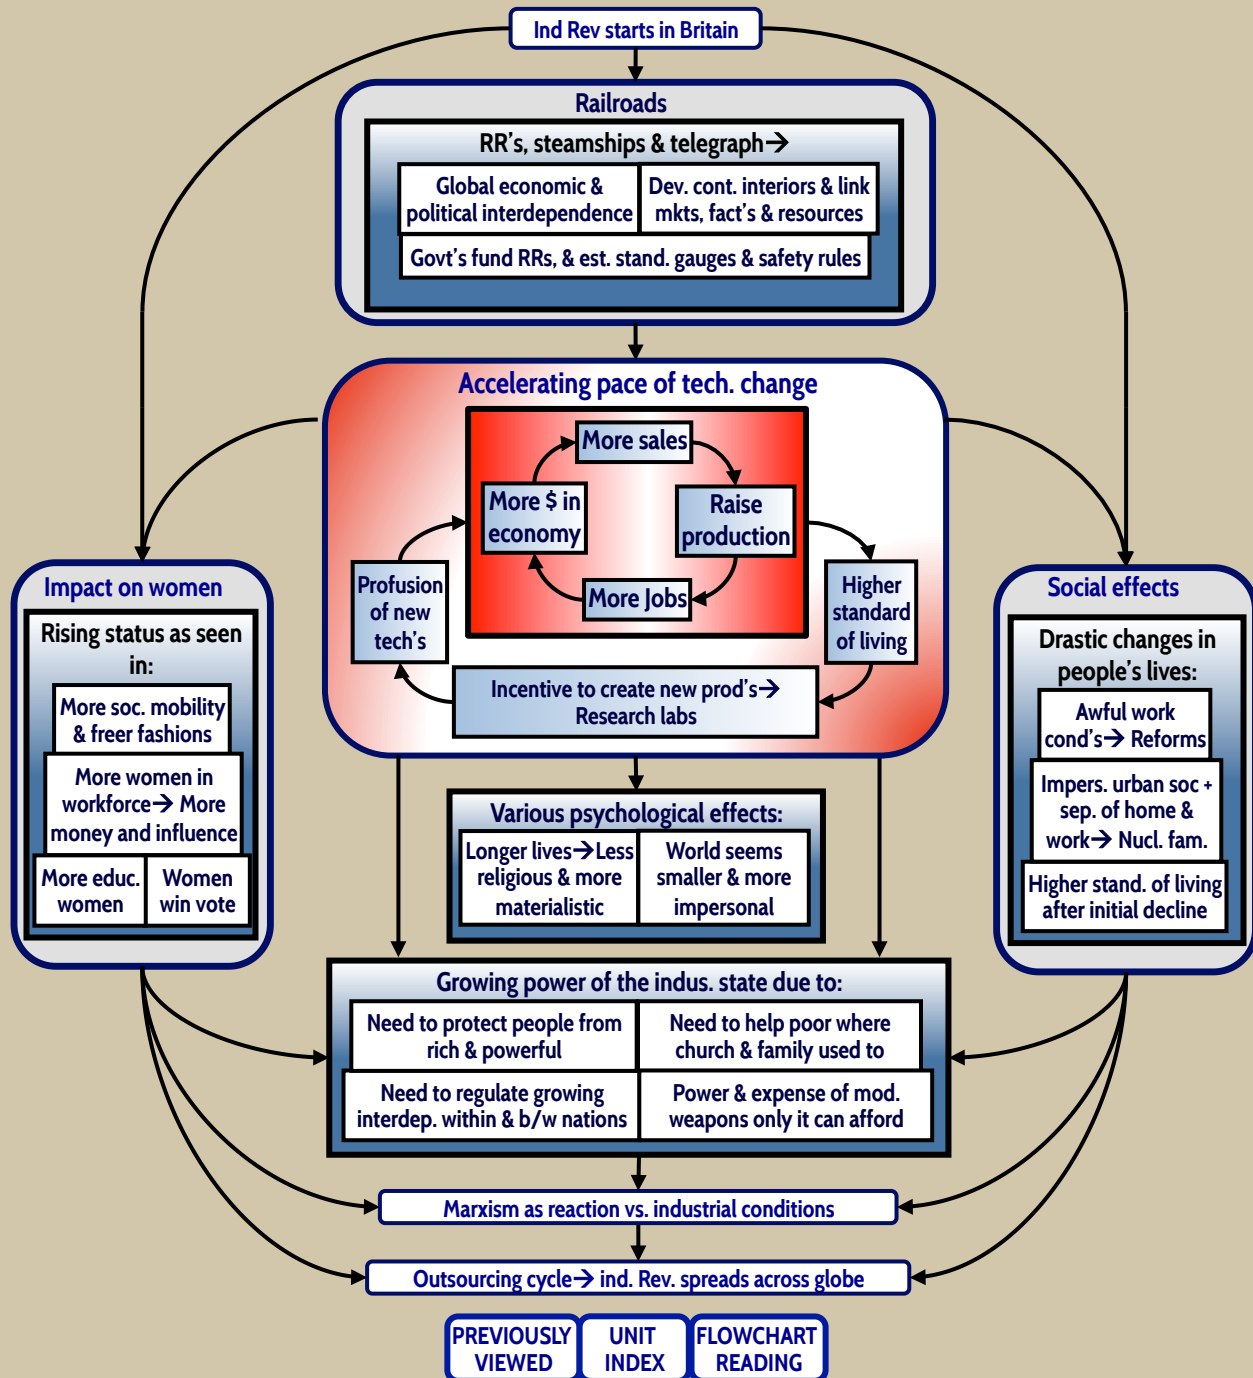 Ind Rev starts in Britain
Railroads
RR's, steamships & telegraph→
Global economic &
political interdependence
Dev. cont. interiors & link
mkts, fact's & resources
Govt's fund RRs, & est. stand. gauges & safety rules
Accelerating pace of tech. change
More sales
More $ in
economy
Raise
production
More Jobs
Profusion
of new
tech's
Higher
standard
of living
Incentive to create new prod's→
Research labs
Impact on women
Rising status as seen
in:
More soc. mobility
& freer fashions
More women in
workforce→ More
money and influence
More educ.
women
Women
win vote
Social effects
Drastic changes in
people's lives:
Awful work
cond's→ Reforms
Impers. urban soc +
sep. of home &
work→ Nucl. fam.
Higher stand. of living
after initial decline
Various psychological effects:
Longer lives→Less
religious & more
materialistic
World seems
smaller & more
impersonal
Growing power of the indus. state due to:
Need to protect people from
rich & powerful
Need to help poor where
church & family used to
Need to regulate growing
interdep. within & b/w nations
Power & expense of mod.
weapons only it can afford
Marxism as reaction vs. industrial conditions
Outsourcing cycle→ ind. Rev. spreads across globe
PREVIOUSLY
VIEWED
UNIT
INDEX
FLOWCHART
READING